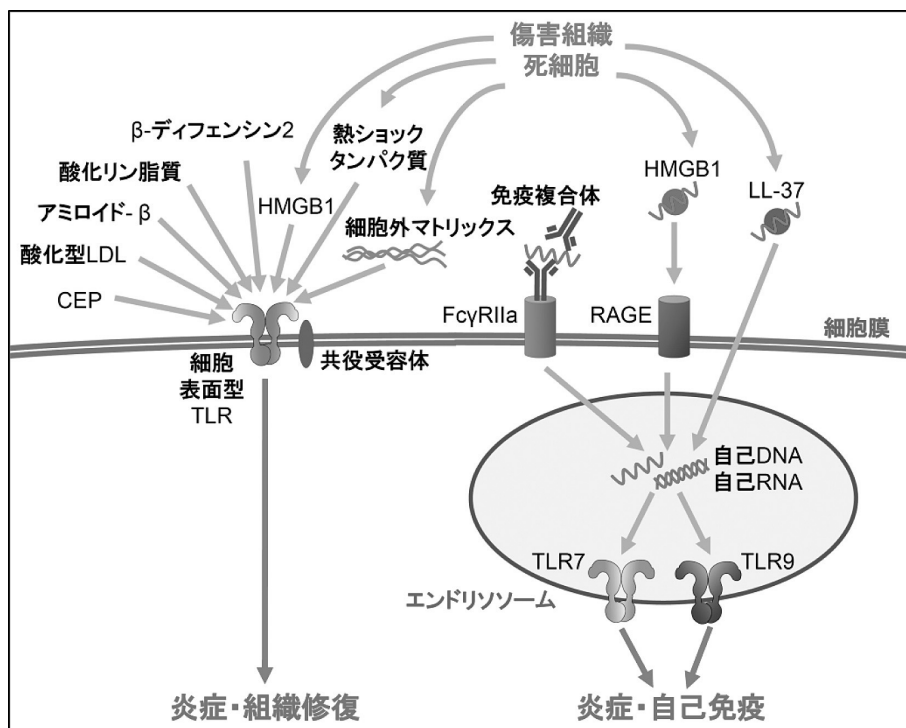 傷害組織
死細胞
β-ディフェンシン2
熱ショック
タンパク質
酸化リン脂質
HMGB1
HMGB1
LL-37
アミロイド- β
免疫複合体
細胞外マトリックス
酸化型LDL
CEP
FcγRIIa
RAGE
細胞膜
細胞
表面型
TLR
共役受容体
自己DNA
自己RNA
TLR7
TLR9
エンドリソソーム
炎症・組織修復
炎症・自己免疫